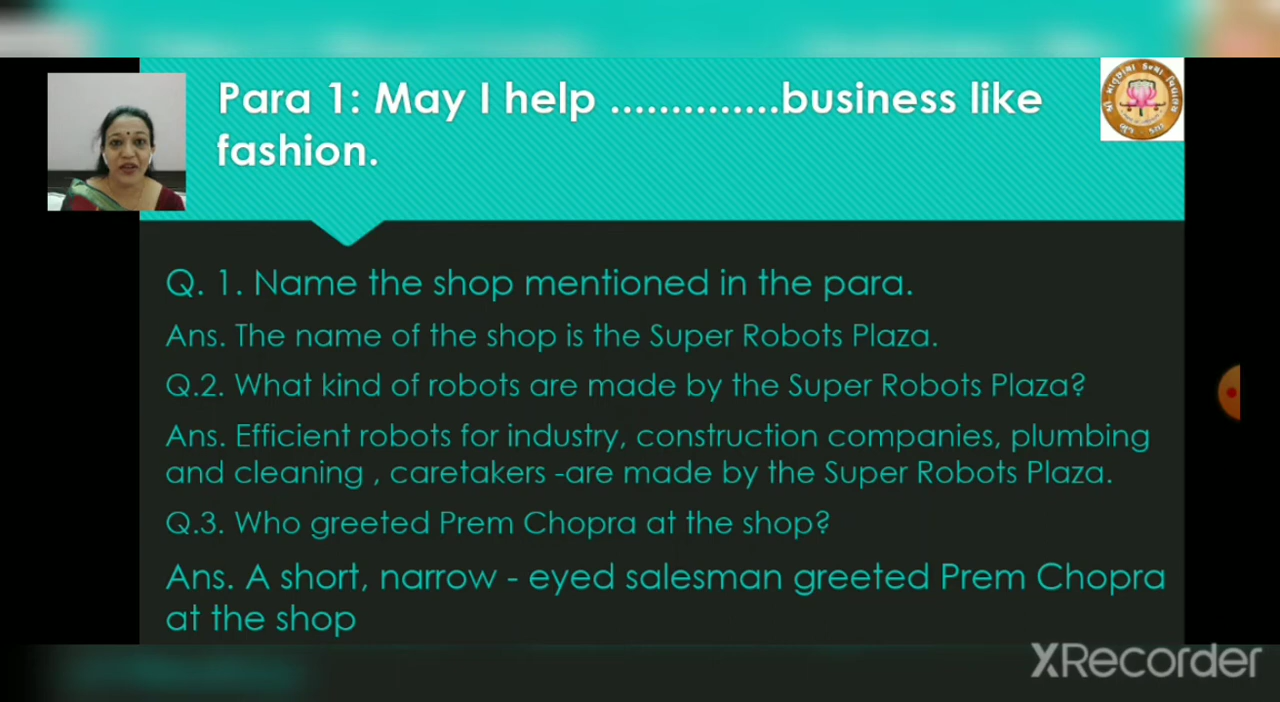 Para 1: May I help ..............business like
fashion.
Q. 1. Name the shop mentioned in the para.
Ans. The name of the shop is the Super Robots Plaza.
Q.2. What kind of robots are made by the Super Robots Plaza?
Ans. Efficient robots for industry, construction companies, plumbing
and cleaning , caretakers -are made by the Super Robots Plaza.
Q.3. Who greeted Prem Chopra at the shop?
Ans. A short, narrow - eyed salesman greeted Prem Chopra
at the shop
XRecorder